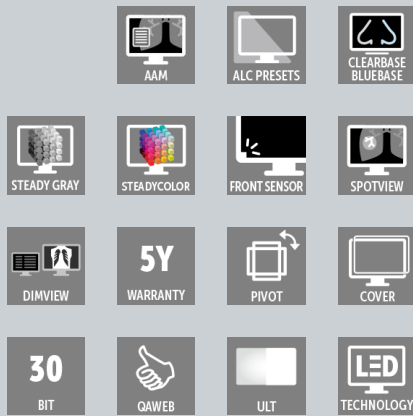 AAM
ALC PRESETS
CLEARBASE
BLUEBASE
STEADY GRAY
STEADYCOLOR
FRONT SENSOR
SPOTVIEW
DIMVIEW
5Y
WARRANTY
PIVOT
COVER
30
BIT
QAWEB
ULT
LED
TECHNOLOGY